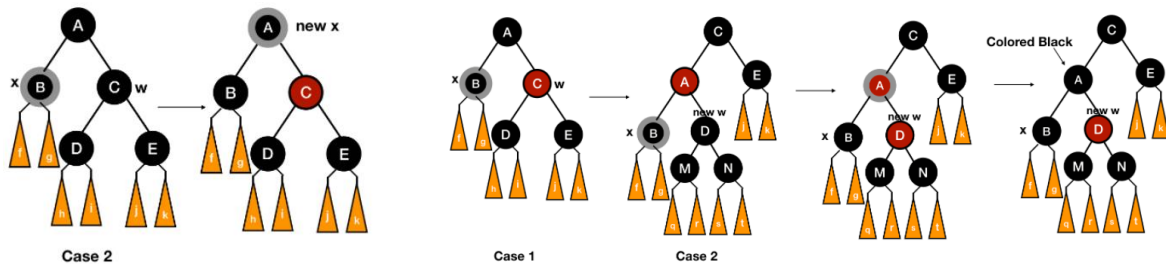 A
x B C w
f g D E
h i j k
Case 2
A new x
B C
f g D E
h i j k
A
x B C w
f g D E
h i j k
Case 1
C
A E
new w j k
x B D
f g M N
q r s t
Case 2
C
A E
new w j k
x B D
f g M N
q r s t
C
Colored Black
A E
new w j k
x B D
f g M N
q r s t